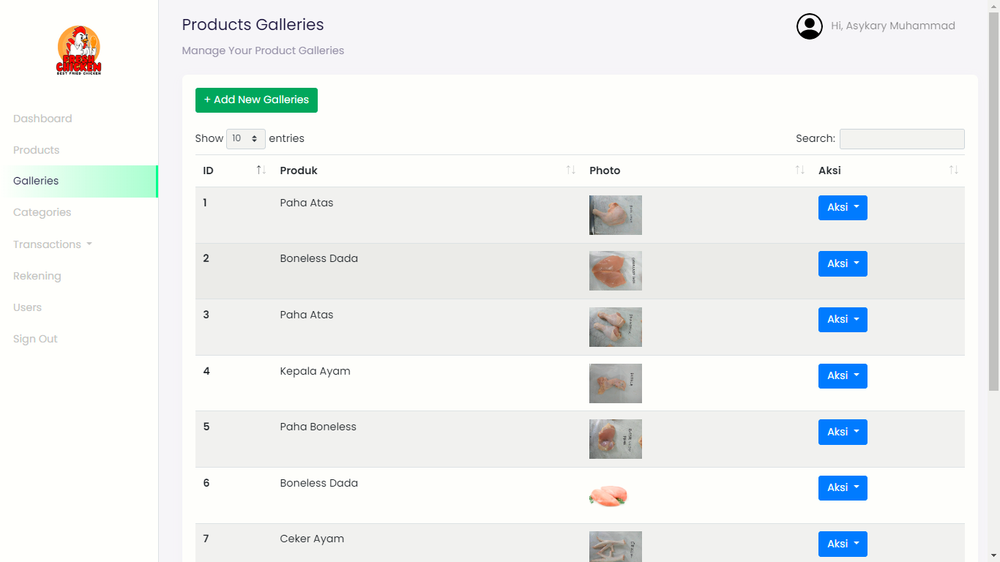 Products Galleries
Hi, Asykary Muhammad
Manage Your Product Galleries
FRESH
CHICKEN
BEST FRIED CHICKEN
Dashboard
Products
Galleries
Categories
Transactions
Rekening
Users
Sign Out
+ Add New Galleries
Show 10 entries
Search:
ID Produk Photo Aksi
1 Paha Atas Aksi
2 Boneless Dada Aksi
3 Paha Atas Aksi
4 Kepala Ayam Aksi
5 Paha Boneless Aksi
6 Boneless Dada Aksi
7 Ceker Ayam Aksi